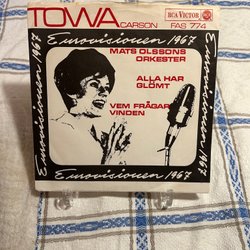 TOWA
CARSON
RCA VICTOR
FAS 774
Eurovisionen 1967
MATS OLSSONS
ORKESTER
ALLA HAR
GLÖMT
VEM FRÅGAR
VINDEN
Eurovisionen 1967
Eurovisionen 1967
Eurovisionen 1967